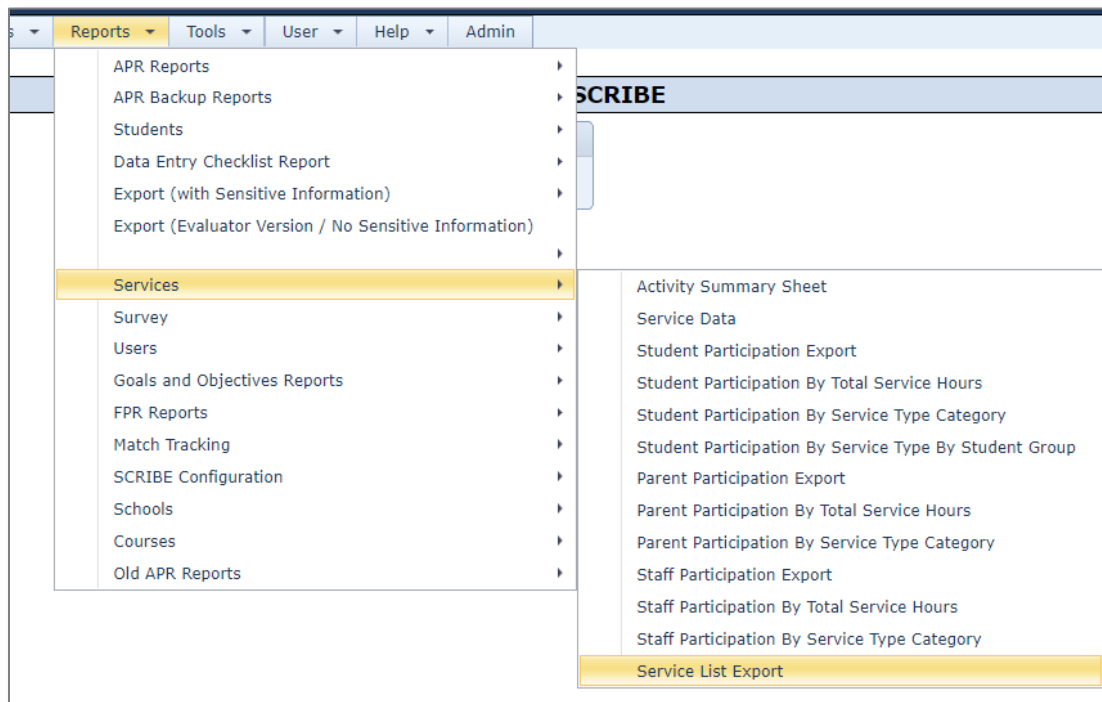 s Reports Tools User Help Admin
APR Reports
APR Backup Reports
SCRIBE
Students
Data Entry Checklist Report
Export (with Sensitive Information)
Export (Evaluator Version / No Sensitive Information)
Services
Survey
Users
Goals and Objectives Reports
FPR Reports
Match Tracking
SCRIBE Configuration
Schools
Courses
Old APR Reports
Activity Summary Sheet
Service Data
Student Participation Export
Student Participation By Total Service Hours
Student Participation By Service Type Category
Student Participation By Service Type By Student Group
Parent Participation Export
Parent Participation By Total Service Hours
Parent Participation By Service Type Category
Staff Participation Export
Staff Participation By Total Service Hours
Staff Participation By Service Type Category
Service List Export